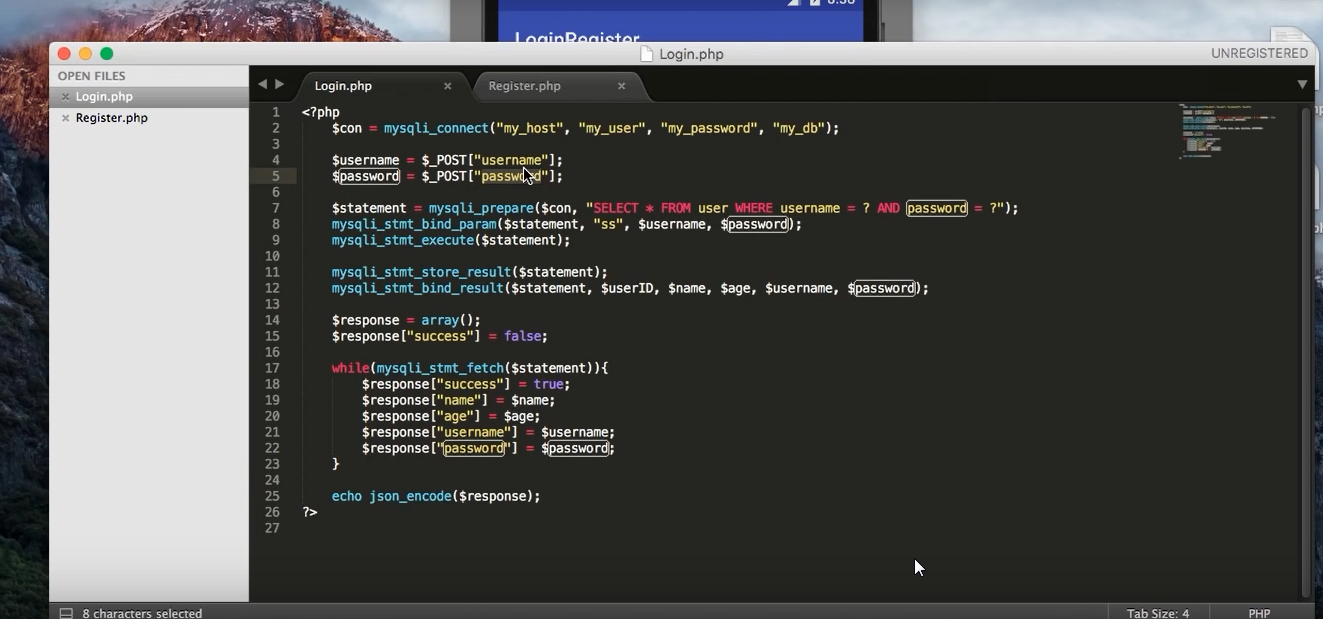 LoginRegister
Login.php
UNREGISTERED
OPEN FILES
Login.php
Register.php
Login.php
Register.php
1 <?php
2 $con = mysqli_connect("my_host", "my_user", "my_password", "my_db");
3
4 $username = $_POST["username"];
5 $password = $_POST["password"];
6
7 $statement = mysqli_prepare($con, "SELECT * FROM user WHERE username = ? AND password = ?");
8 mysqli_stmt_bind_param($statement, "ss", $username, $password);
9 mysqli_stmt_execute($statement);
10
11 mysqli_stmt_store_result($statement);
12 mysqli_stmt_bind_result($statement, $userID, $name, $age, $username, $password);
13
14 $response = array();
15 $response["success"] = false;
16
17 while(mysqli_stmt_fetch($statement)){
18 $response["success"] = true;
19 $response["name"] = $name;
20 $response["age"] = $age;
21 $response["username"] = $username;
22 $response["password"] = $password;
23 }
24
25 echo json_encode($response);
26 ?>
27
8 characters selected
Tab Size: 4
PHP